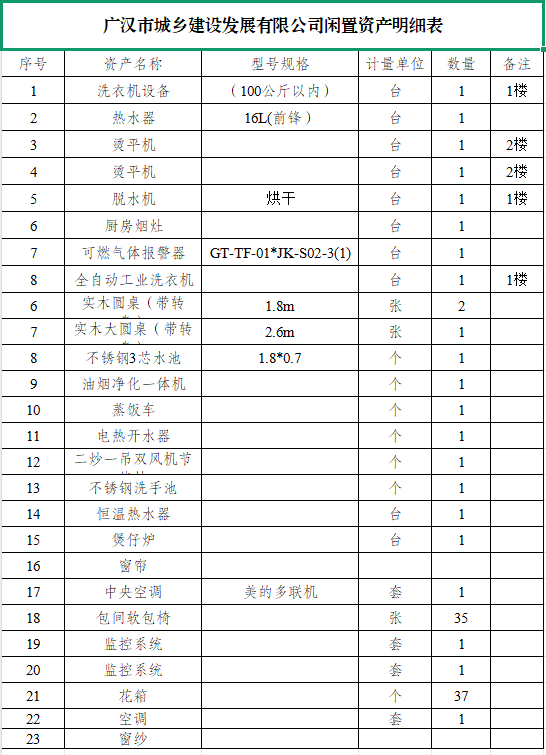 广汉市城乡建设发展有限公司闲置资产明细表
序号 资产名称 型号规格 计量单位 数量 备注
1 洗衣机设备 （100公斤以内） 台 1 1楼
2 热水器 16L(前锋） 台 1
3 烫平机 台 1 2楼
4 烫平机 台 1 2楼
5 脱水机 烘干 台 1 1楼
6 厨房烟灶 台 1
7 可燃气体报警器 GT-TF-01*JK-S02-3(1) 台 1
8 全自动工业洗衣机 台 1 1楼
6 实木圆桌（带转 1.8m 张 2
7 实木大圆桌（带转 2.6m 张 1
8 不锈钢3芯水池 1.8*0.7 个 1
9 油烟净化一体机 个 1
10 蒸饭车 个 1
11 电热开水器 个 1
12 二炒一吊双风机节 个 1
13 不锈钢洗手池 个 1
14 恒温热水器 台 1
15 煲仔炉 台 1
16 窗帘
17 中央空调 美的多联机 套 1
18 包间软包椅 张 35
19 监控系统 套 1
20 监控系统 套 1
21 花箱 个 37
22 空调 套 1
23 窗纱